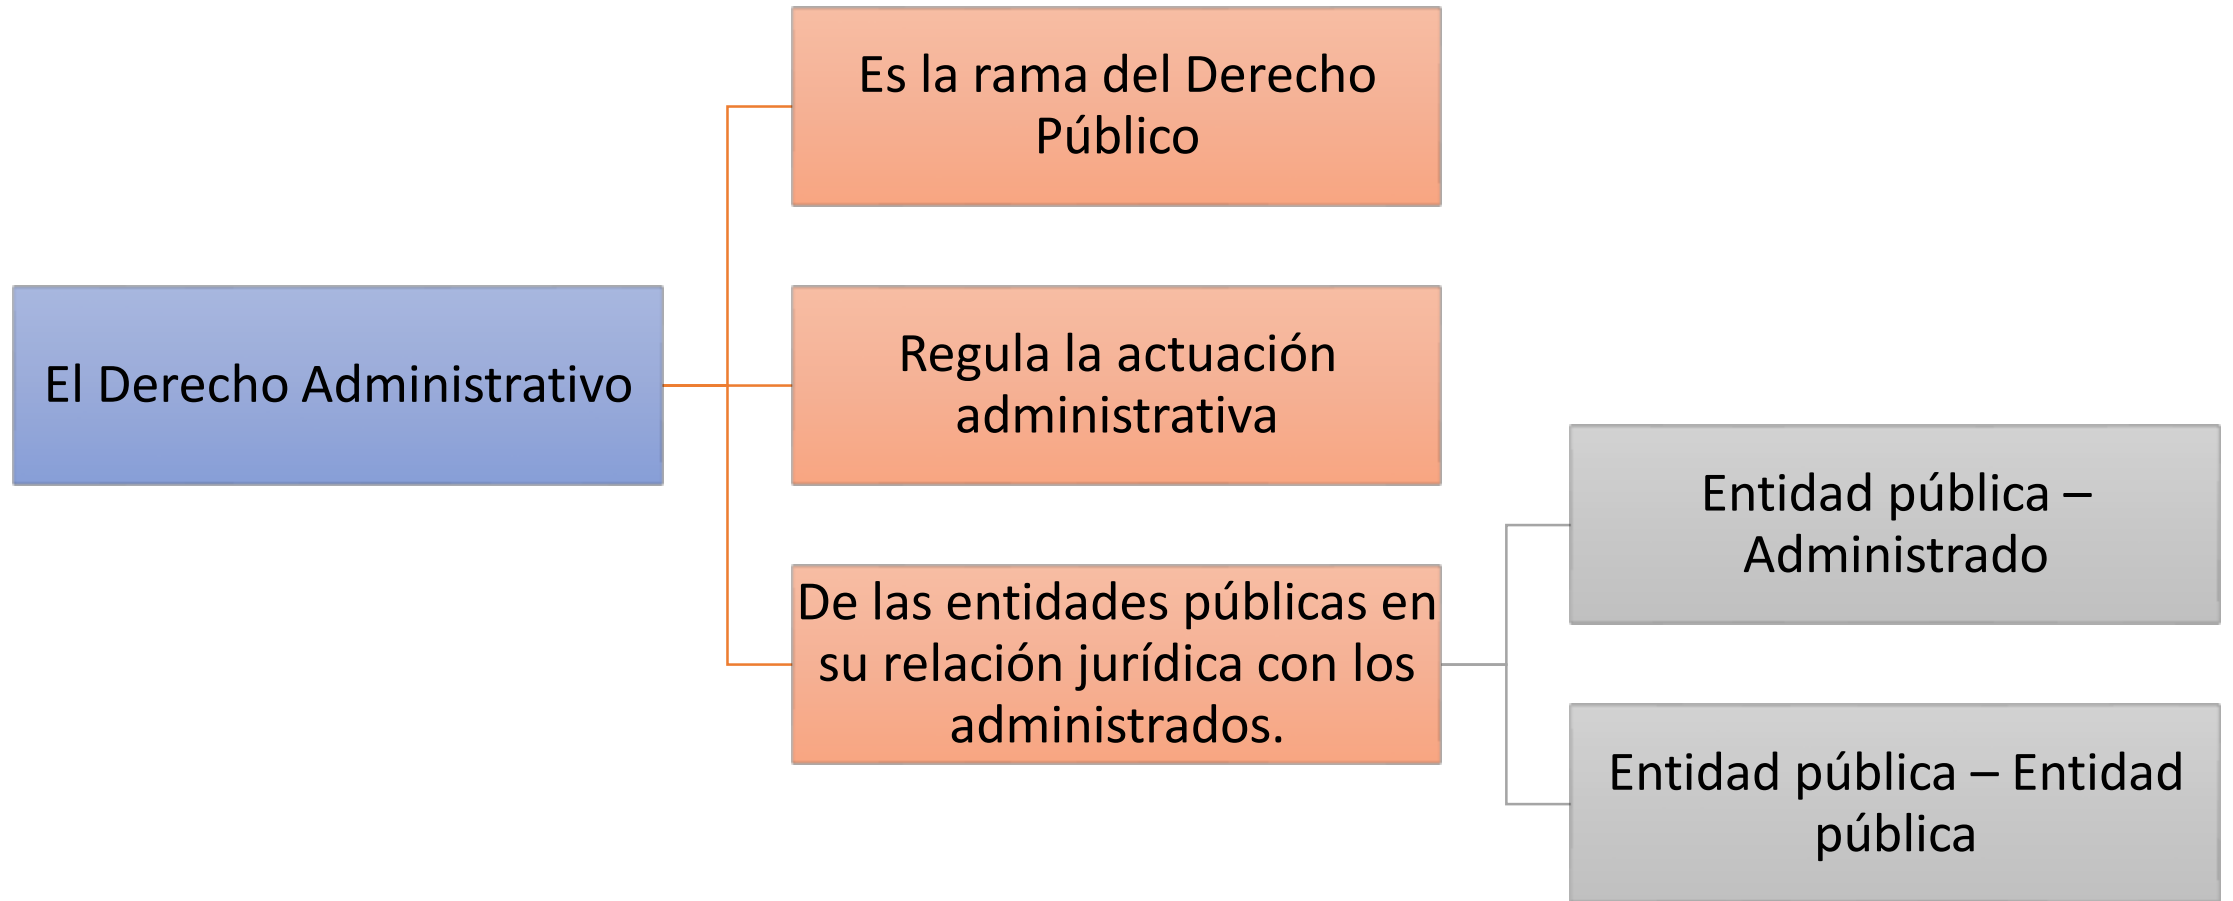 Es la rama del Derecho
Público
El Derecho Administrativo
Regula la actuación
administrativa
De las entidades públicas en
su relación jurídica con los
administrados.
Entidad pública –
Administrado
Entidad pública – Entidad
pública